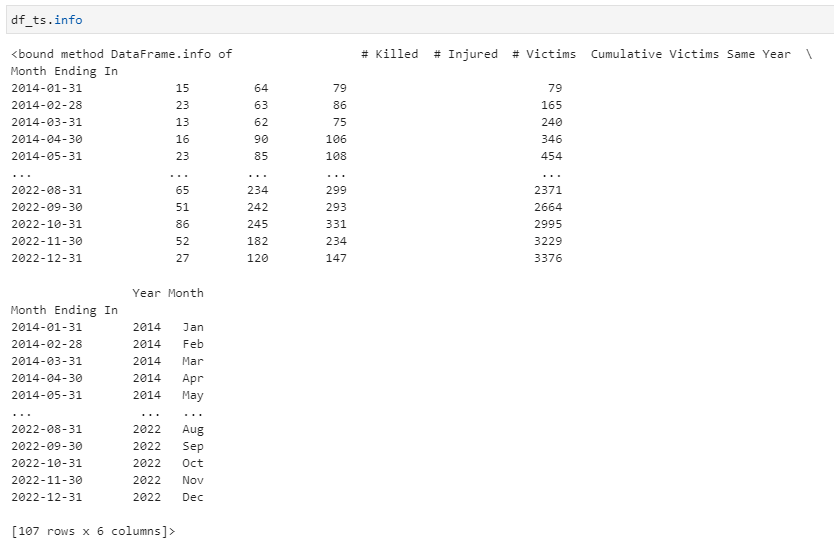 df_ts.info
<bound method DataFrame.info of                  # Killed  # Injured  # Victims  Cumulative Victims Same Year  \
Month Ending In
2014-01-31             15         64         79                            79
2014-02-28             23         63         86                           165
2014-03-31             13         62         75                           240
2014-04-30             16         90        106                           346
2014-05-31             23         85        108                           454
...                   ...        ...        ...                           ...
2022-08-31             65        234        299                          2371
2022-09-30             51        242        293                          2664
2022-10-31             86        245        331                          2995
2022-11-30             52        182        234                          3229
2022-12-31             27        120        147                          3376
                 Year Month
Month Ending In
2014-01-31       2014   Jan
2014-02-28       2014   Feb
2014-03-31       2014   Mar
2014-04-30       2014   Apr
2014-05-31       2014   May
...               ...   ...
2022-08-31       2022   Aug
2022-09-30       2022   Sep
2022-10-31       2022   Oct
2022-11-30       2022   Nov
2022-12-31       2022   Dec
[107 rows x 6 columns]>